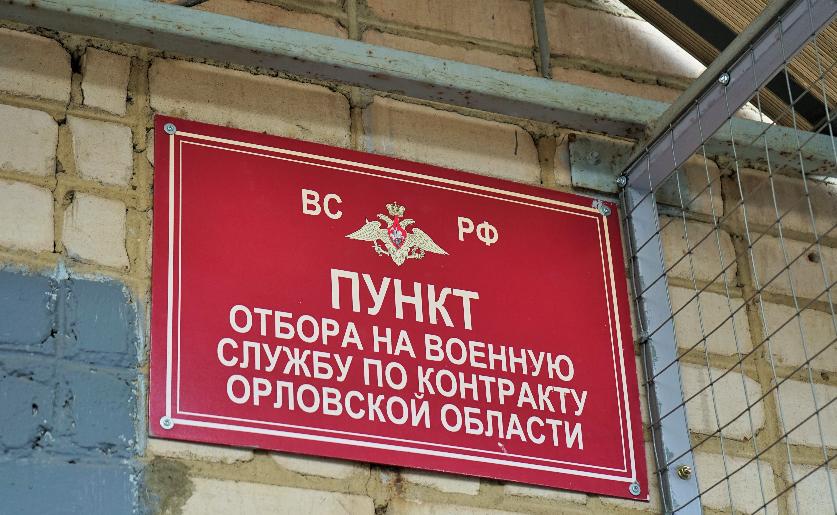 ВС РФ
ПУНКТ
ОТБОРА НА ВОЕННУЮ
СЛУЖБУ ПО КОНТРАКТУ
ОРЛОВСКОЙ ОБЛАСТИ